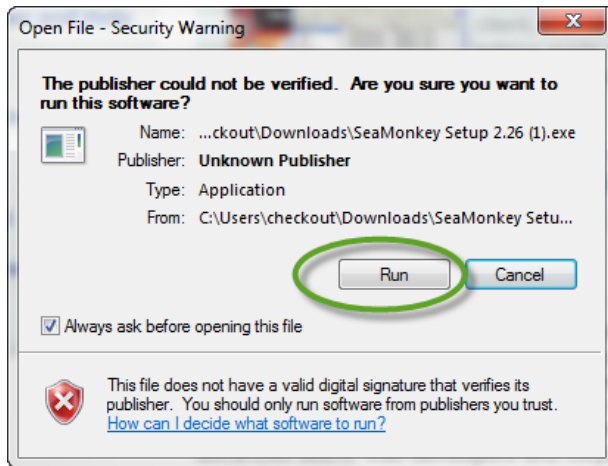 Open File - Security Warning
The publisher could not be verified. Are you sure you want to
run this software?
Name: ...ckout\Downloads\SeaMonkey Setup 2.26 (1).exe
Publisher: Unknown Publisher
Type: Application
From: C:\Users\checkout\Downloads\SeaMonkey Setu...
Run Cancel
Always ask before opening this file
This file does not have a valid digital signature that verifies its
publisher. You should only run software from publishers you trust.
How can I decide what software to run?